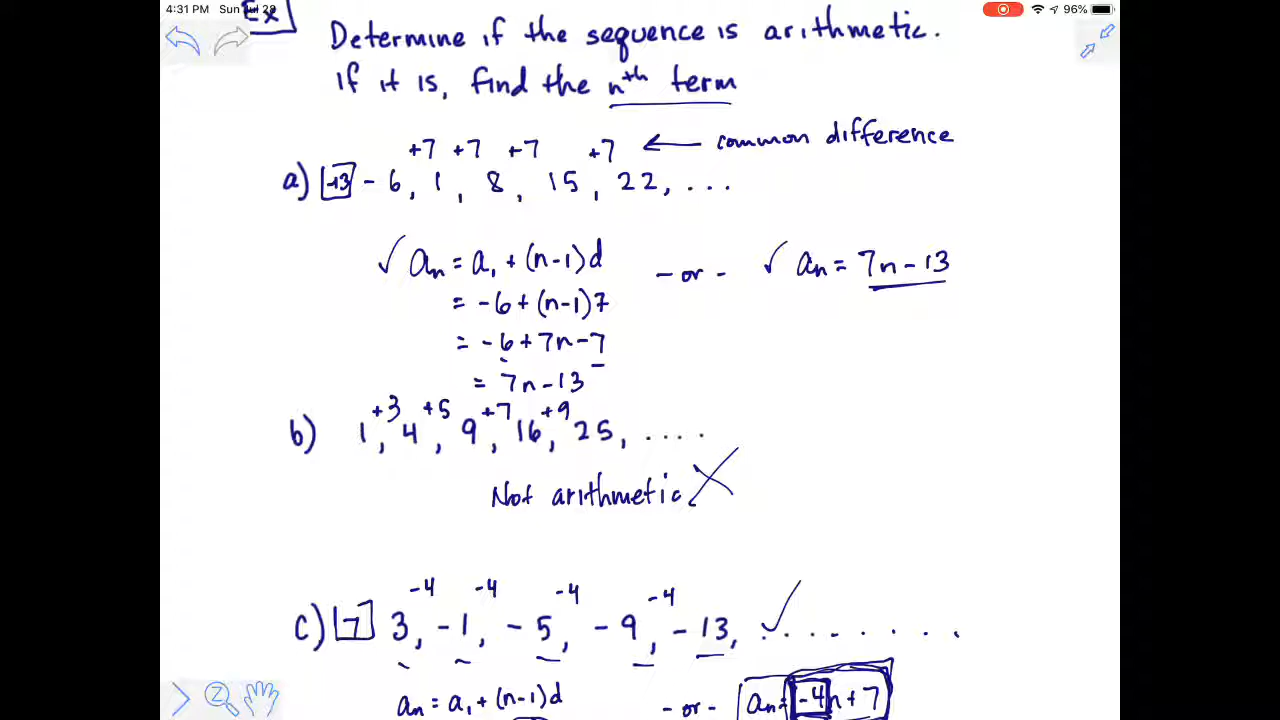 4:31 PM Sun Jul 28 96%
Ex
Determine if the sequence is arithmetic.
If it is, find the nth term
+7 +7 +7 +7 ← common difference
a) -13 -6, 1, 8, 15, 22, ...
✓ an = a1 + (n-1)d -or- ✓ an = 7n-13
= -6+(n-1)7
= -6+7n-7
= 7n-13
+3 +5 +7 +9
b) 1, 4, 9, 16, 25, ....
Not arithmetic. X
-4 -4 -4 -4
c) 7 3, -1, -5, -9, -13, ✓ ........
an = a1 + (n-1)d -or- an = -4n+7
Z